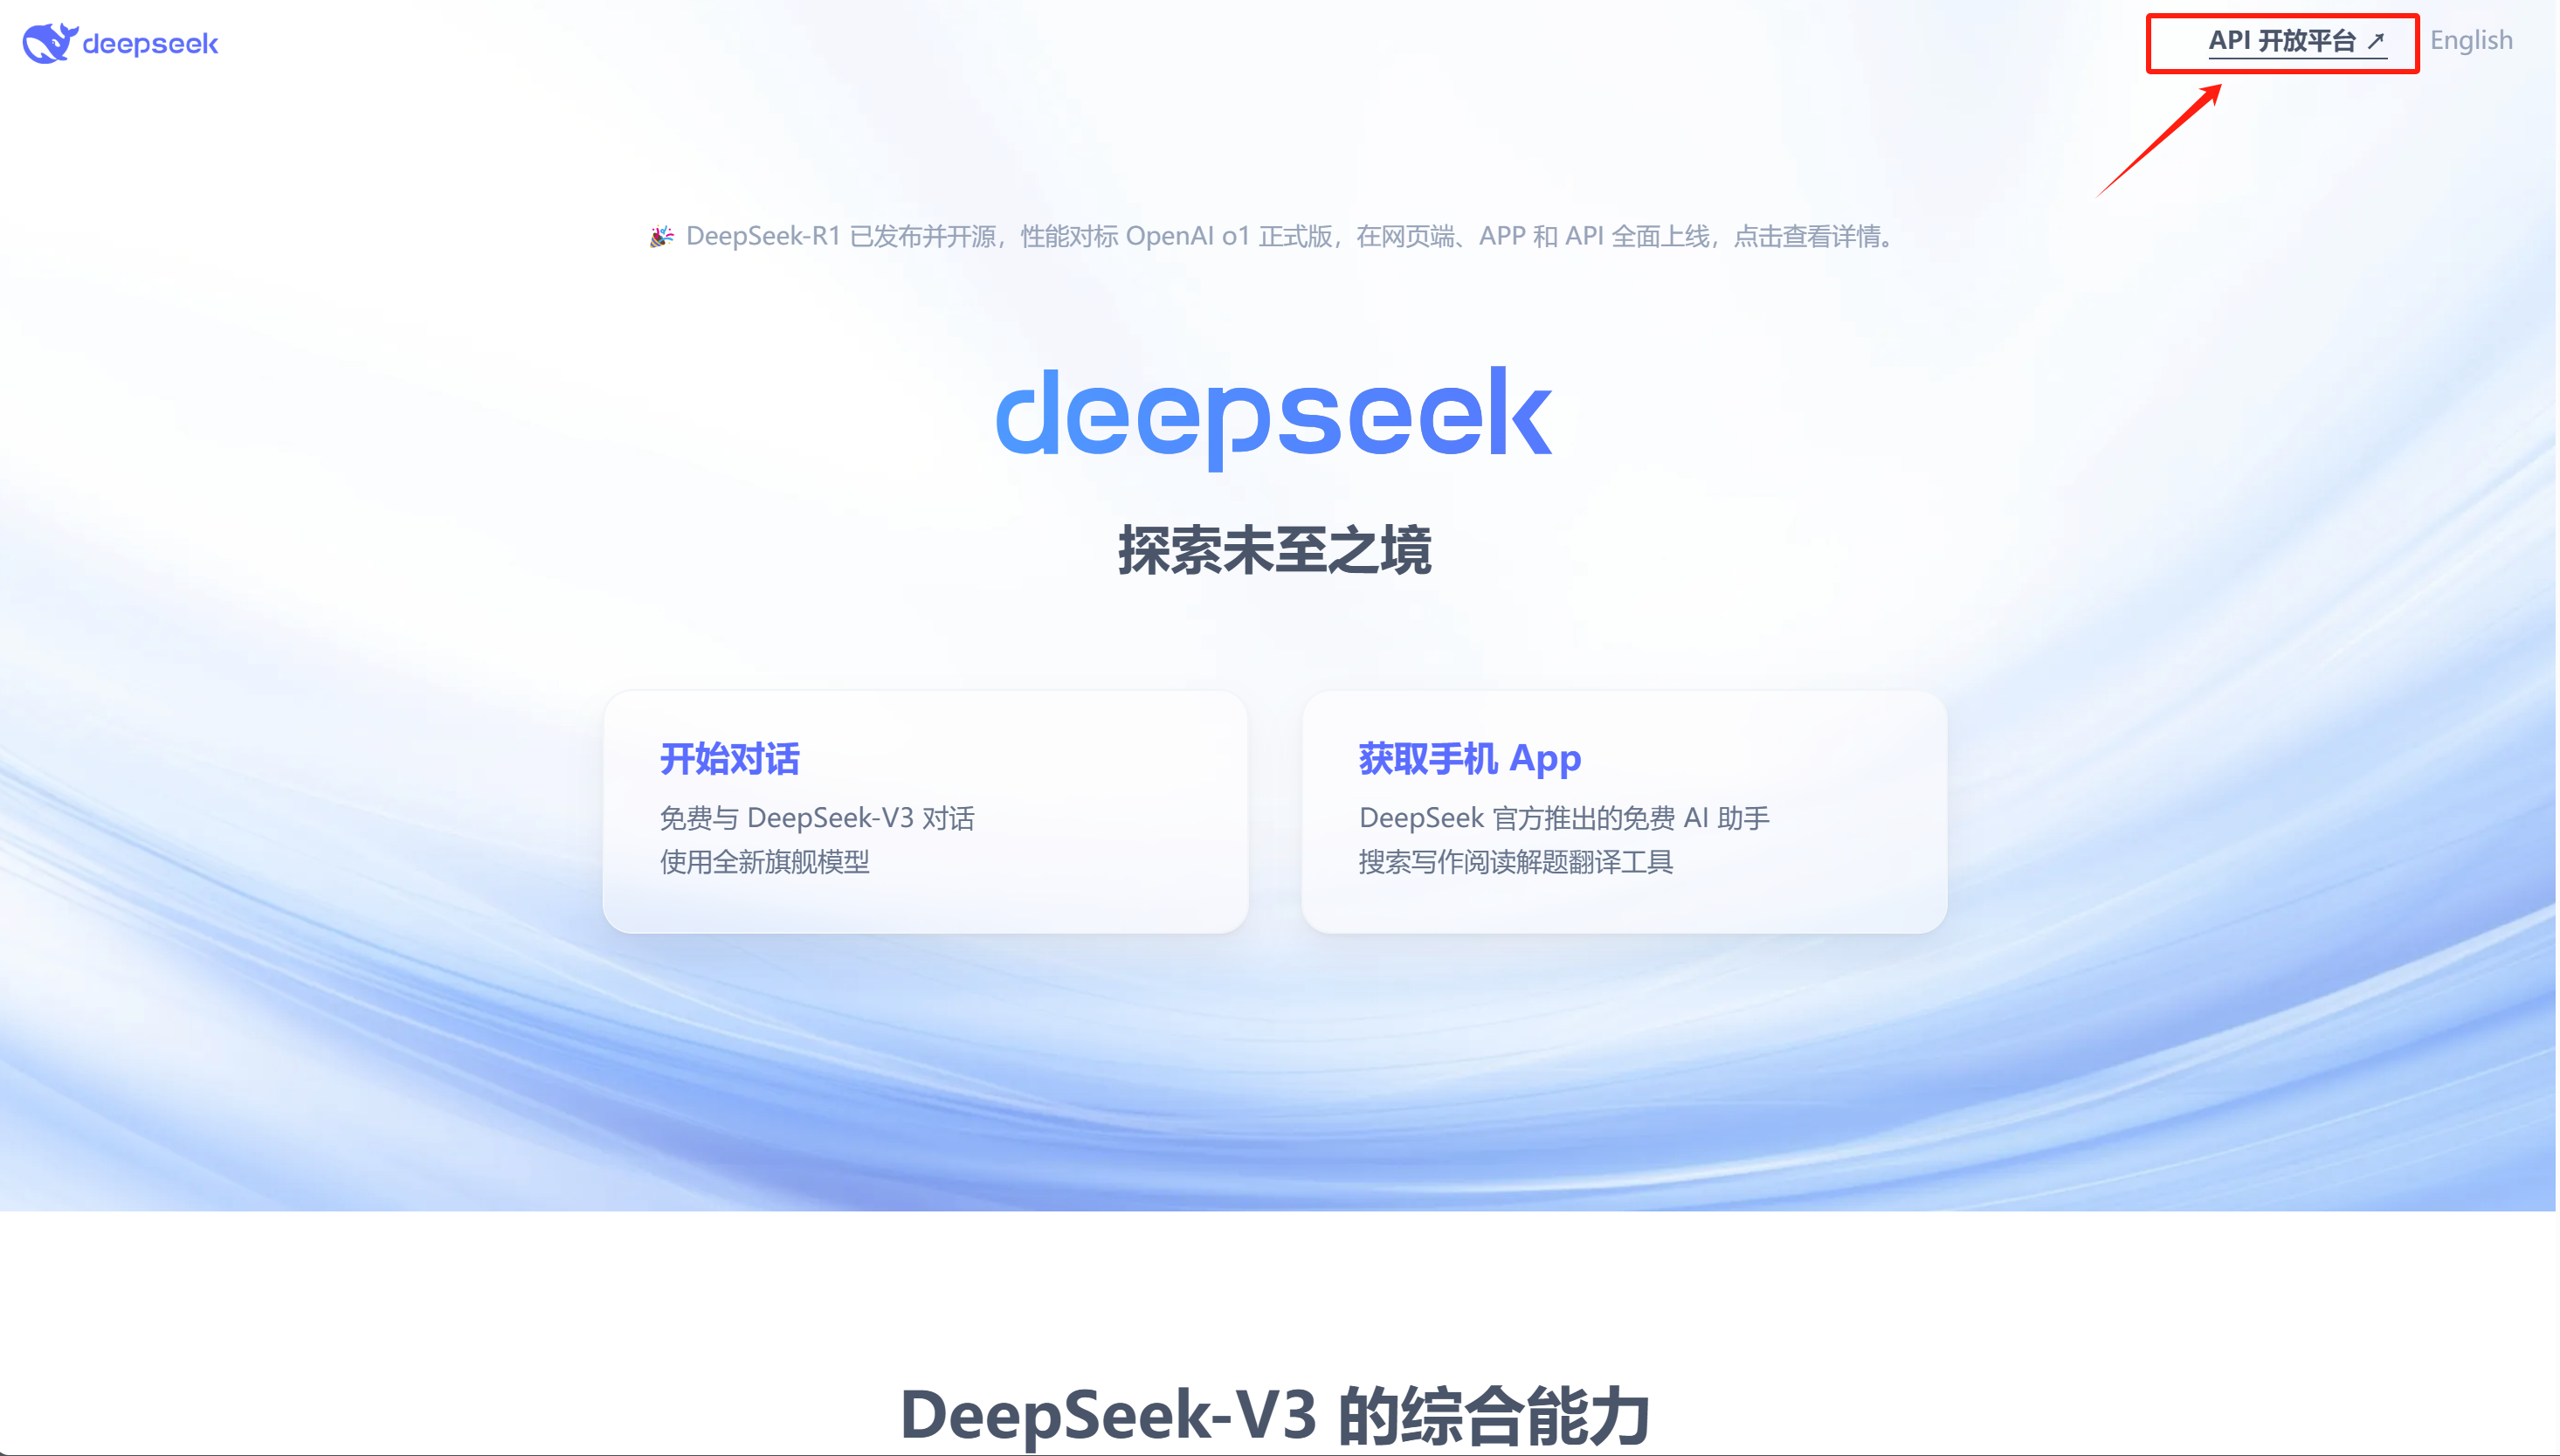 deepseek
API 开放平台 ↗
English
🎉 DeepSeek-R1 已发布并开源，性能对标 OpenAI o1 正式版，在网页端、APP 和 API 全面上线，点击查看详情。
deepseek
探索未至之境
开始对话
免费与 DeepSeek-V3 对话
使用全新旗舰模型
获取手机 App
DeepSeek 官方推出的免费 AI 助手
搜索写作阅读解题翻译工具
DeepSeek-V3 的综合能力